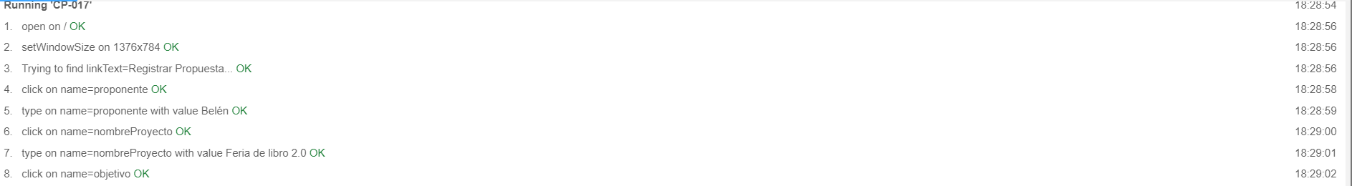 Running 'CP-017' 18:28:54
1. open on / OK 18:28:56
2. setWindowSize on 1376x784 OK 18:28:56
3. Trying to find linkText=Registrar Propuesta... OK 18:28:56
4. click on name=proponente OK 18:28:58
5. type on name=proponente with value Belén OK 18:28:59
6. click on name=nombreProyecto OK 18:29:00
7. type on name=nombreProyecto with value Feria de libro 2.0 OK 18:29:01
8. click on name=objetivo OK 18:29:02